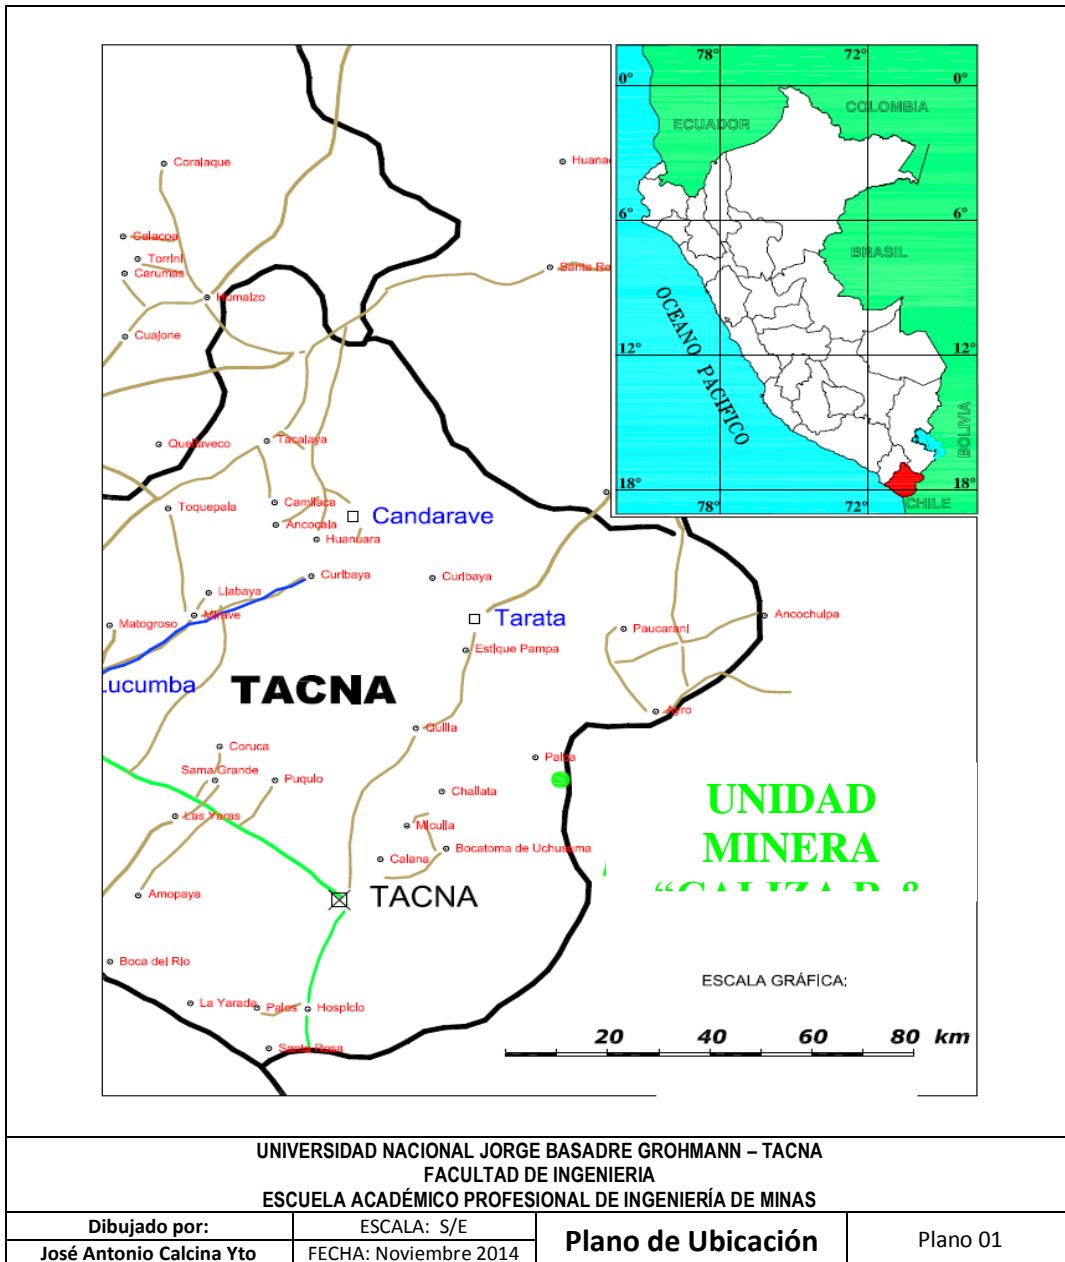 78°
72°
0°
0°
COLOMBIA
ECUADOR
Coralaque
Huana
6°
6°
Calacoa
BRASIL
Torrini
Santa Ro
Carumas
Humalzo
OCEANO PACIFICO
Cuajone
12°
12°
BOLIVIA
Quellaveco
Tacalaya
18°
18°
78°
72°
CHILE
Camilaca
Toquepala
Candarave
Ancocala
Huanuara
Curibaya
Curibaya
Llabaya
Mirave
Matogroso
Tarata
Paucarani
Ancochulpa
Estique Pampa
Lucumba
TACNA
Ayro
Quilla
Coruca
Palca
Sama Grande
Puquio
Challata
UNIDAD
MINERA
“CALIZA P. &
Las Yaras
Miculla
Bocatoma de Uchusuma
Calana
Amopaya
TACNA
Boca del Rio
ESCALA GRÁFICA:
La Yarada
Palos
Hospicio
Santa Rosa
20 40 60 80 km
UNIVERSIDAD NACIONAL JORGE BASADRE GROHMANN – TACNA
FACULTAD DE INGENIERIA
ESCUELA ACADÉMICO PROFESIONAL DE INGENIERÍA DE MINAS
Dibujado por:
ESCALA: S/E
José Antonio Calcina Yto
FECHA: Noviembre 2014
Plano de Ubicación
Plano 01